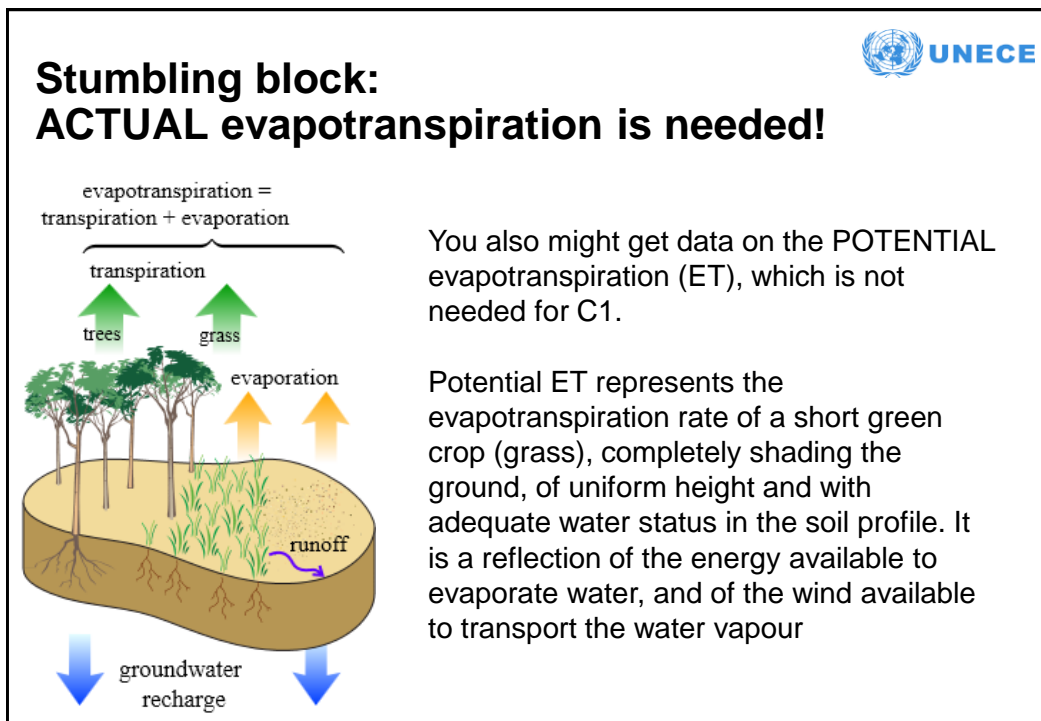 UNECE
Stumbling block:
ACTUAL evapotranspiration is needed!
evapotranspiration =
transpiration + evaporation
transpiration
trees
grass
evaporation
runoff
groundwater
recharge
You also might get data on the POTENTIAL
evapotranspiration (ET), which is not
needed for C1.
Potential ET represents the
evapotranspiration rate of a short green
crop (grass), completely shading the
ground, of uniform height and with
adequate water status in the soil profile. It
is a reflection of the energy available to
evaporate water, and of the wind available
to transport the water vapour